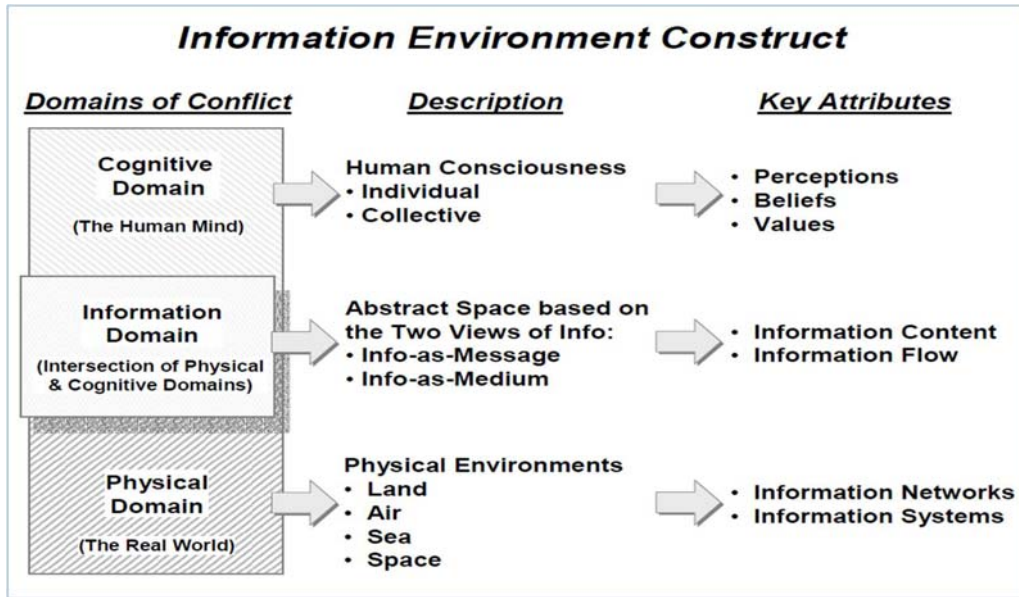 Information Environment Construct
Domains of Conflict
Description
Key Attributes
Cognitive
Domain
(The Human Mind)
Human Consciousness
• Individual
• Collective
• Perceptions
• Beliefs
• Values
Information
Domain
(Intersection of Physical
& Cognitive Domains)
Abstract Space based on
the Two Views of Info:
• Info-as-Message
• Info-as-Medium
• Information Content
• Information Flow
Physical
Domain
(The Real World)
Physical Environments
• Land
• Air
• Sea
• Space
• Information Networks
• Information Systems